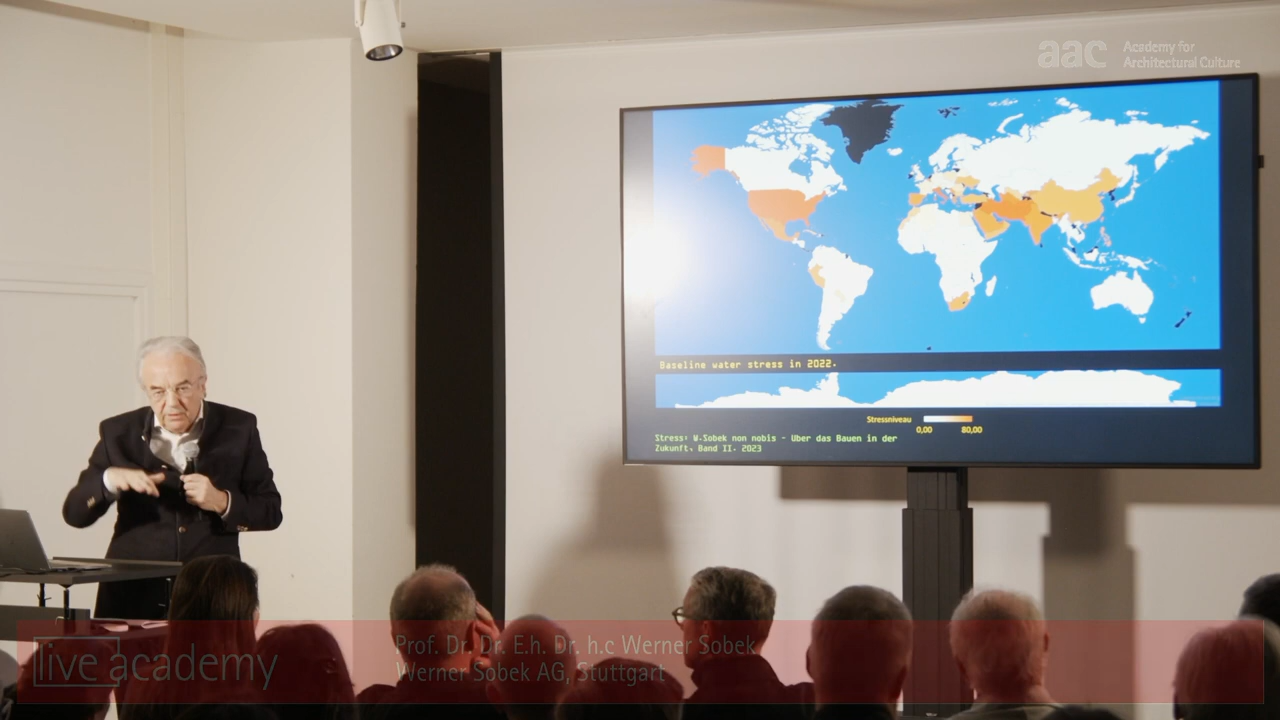 aac
Academy for
Architectural Culture
Baseline water stress in 2022.
Stressniveau
0,00 80,00
Stress: W.Sobek non nobis - Uber das Bauen in der
Zukunft, Band II. 2023
live academy
Prof. Dr. Dr. E.h. Dr. h.c Werner Sobek
Werner Sobek AG, Stuttgart